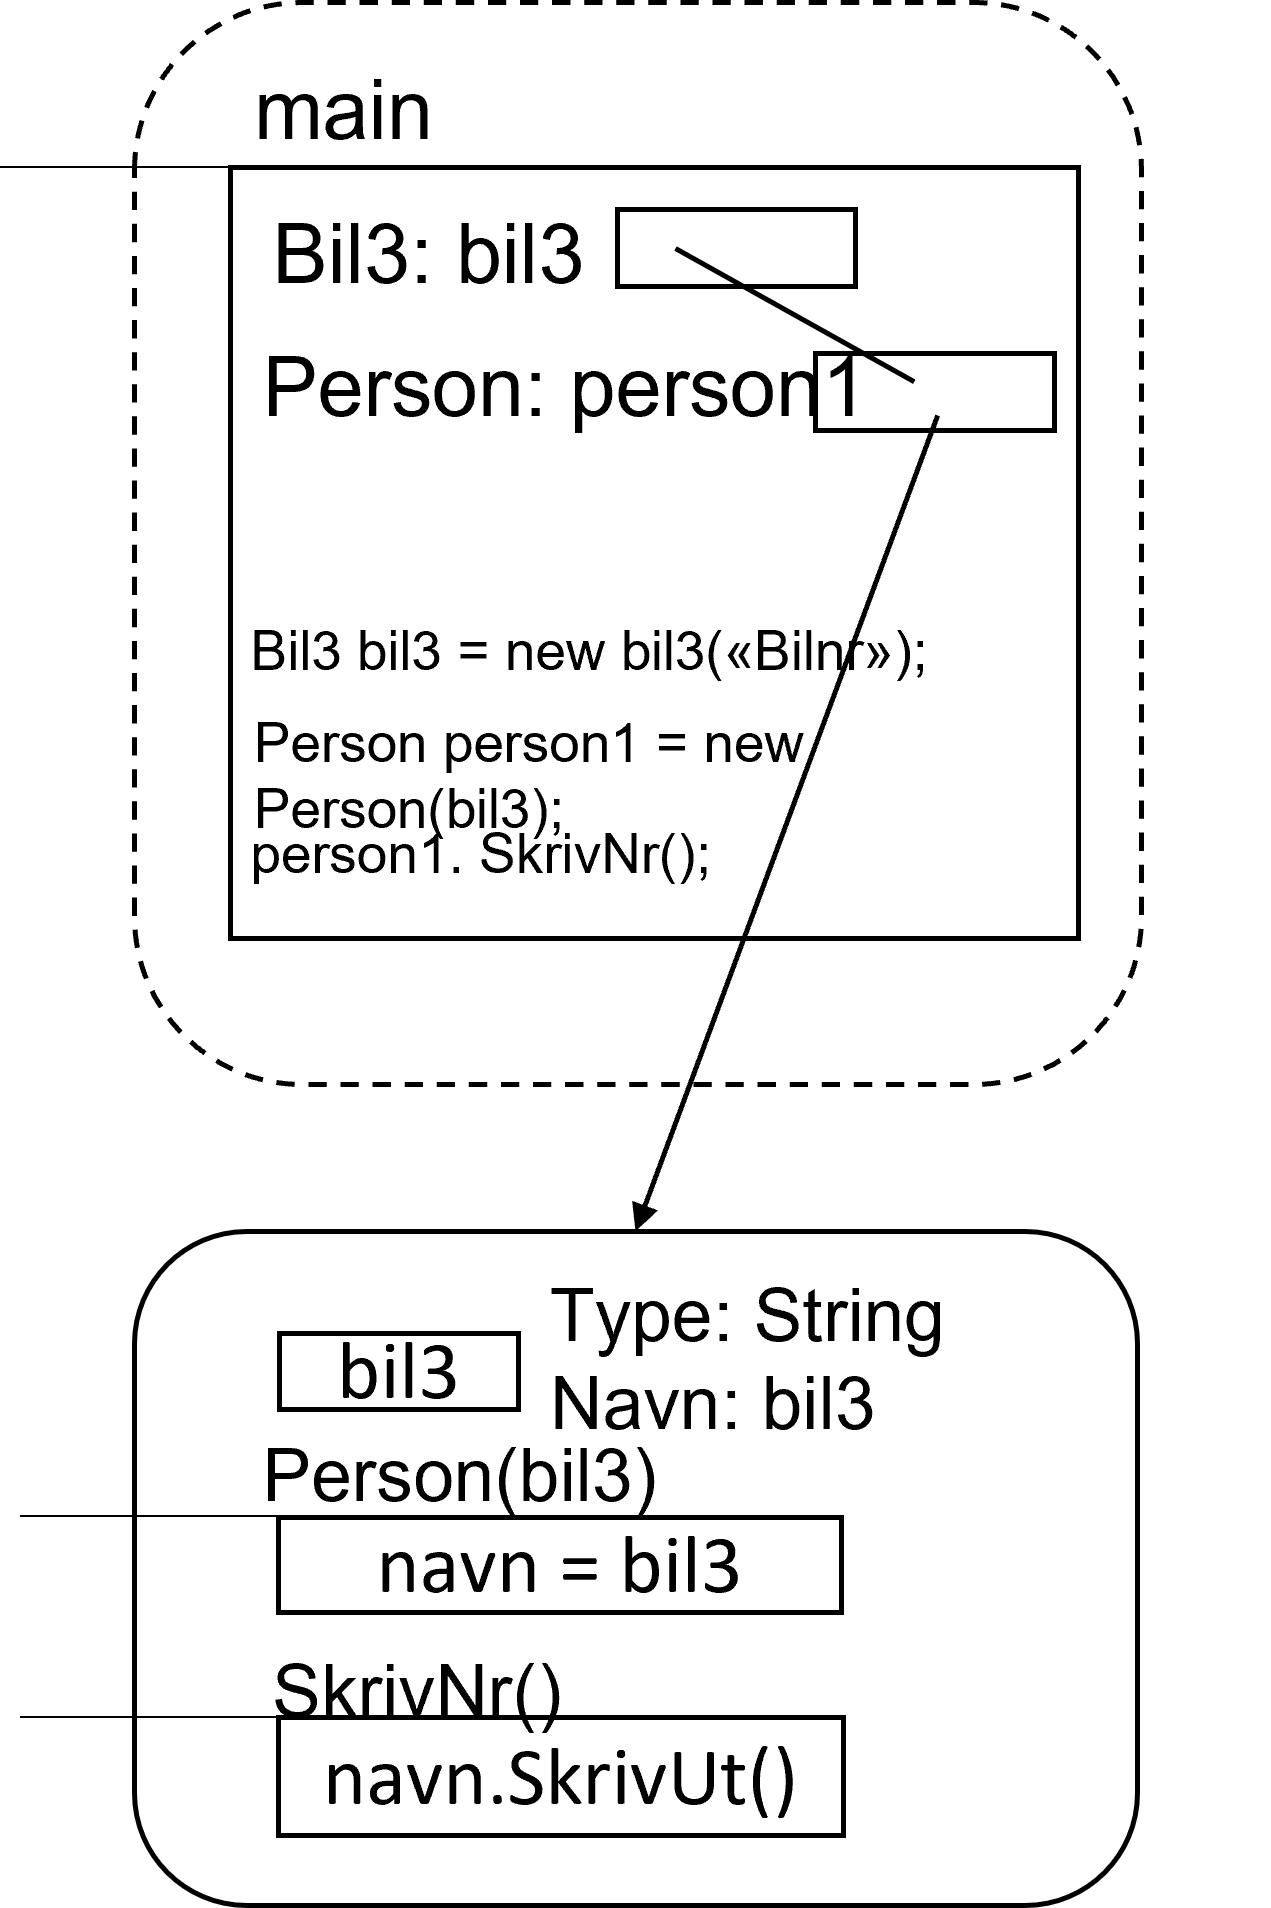 main
Bil3: bil3
Person: person1
Bil3 bil3 = new bil3(«Bilnr»);
Person person1 = new
Person(bil3);
person1. SkrivNr();
Type: String
bil3
Navn: bil3
Person(bil3)
navn = bil3
SkrivNr()
navn.SkrivUt()